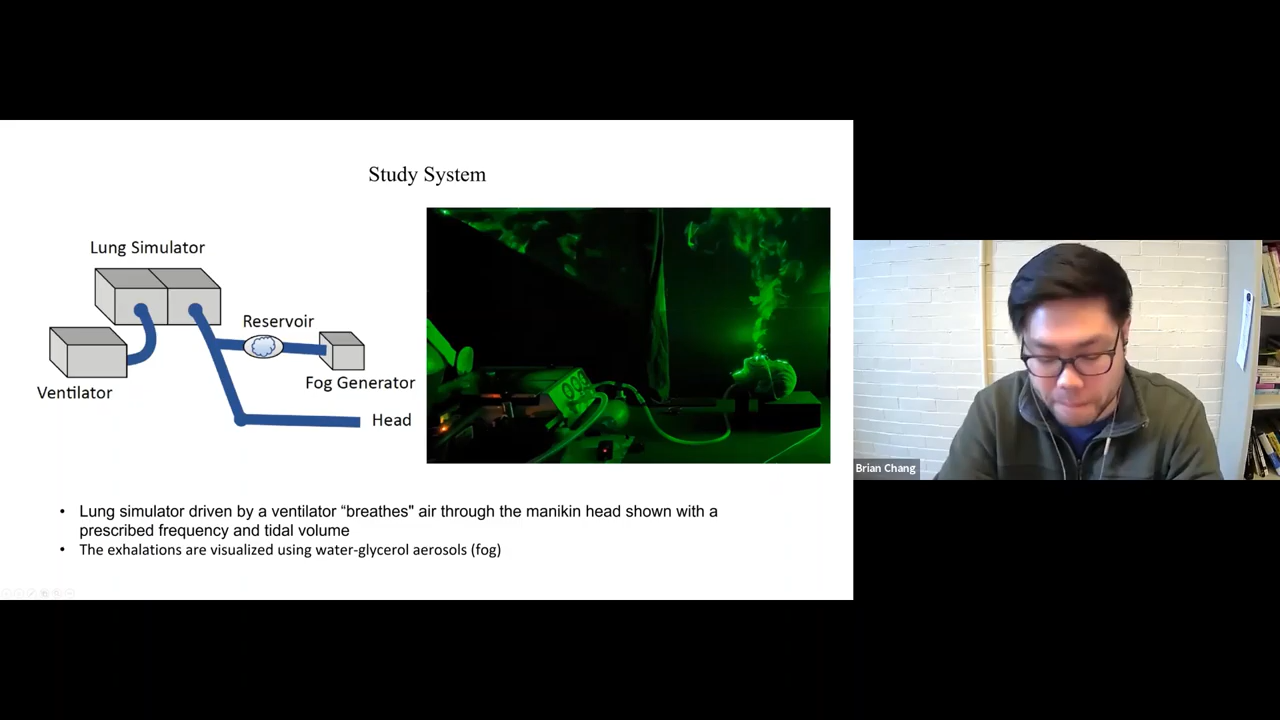 Study System
Lung Simulator
Reservoir
Fog Generator
Ventilator
Head
• Lung simulator driven by a ventilator “breathes" air through the manikin head shown with a
prescribed frequency and tidal volume
• The exhalations are visualized using water-glycerol aerosols (fog)
Brian Chang